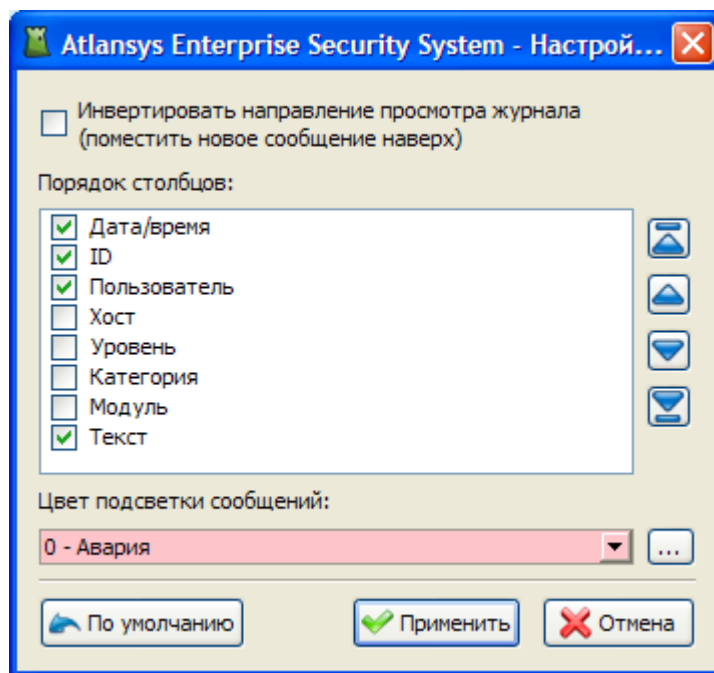 Atlansys Enterprise Security System - Настрой...
Инвертировать направление просмотра журнала
(поместить новое сообщение наверх)
Порядок столбцов:
Дата/время
ID
Пользователь
Хост
Уровень
Категория
Модуль
Текст
Цвет подсветки сообщений:
0 - Авария
...
По умолчанию
Применить
Отмена